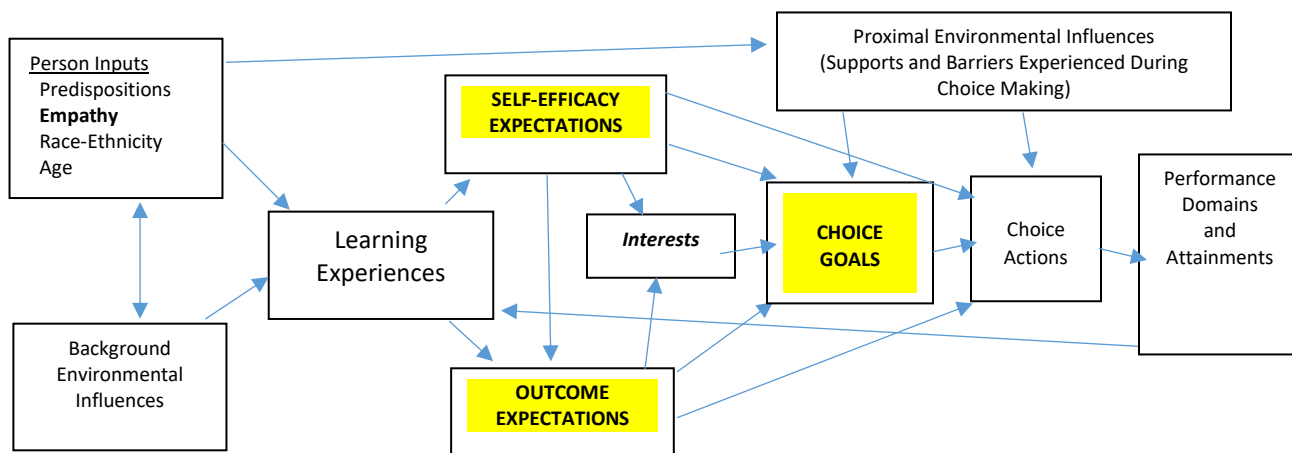 Person Inputs
Predispositions
Empathy
Race-Ethnicity
Age
Proximal Environmental Influences
(Supports and Barriers Experienced During
Choice Making)
SELF-EFFICACY
EXPECTATIONS
Learning
Experiences
Interests
CHOICE
GOALS
Choice
Actions
Performance
Domains
and
Attainments
Background
Environmental
Influences
OUTCOME
EXPECTATIONS